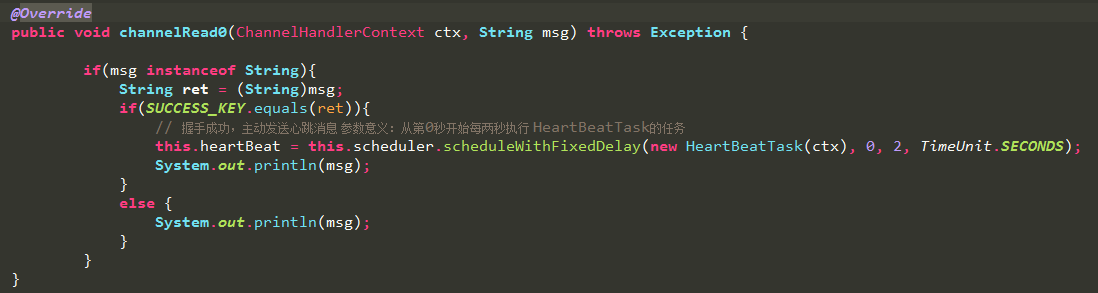 @Override
public void channelRead0(ChannelHandlerContext ctx, String msg) throws Exception {
if(msg instanceof String){
String ret = (String)msg;
if(SUCCESS_KEY.equals(ret)){
// 握手成功，主动发送心跳消息 参数意义：从第0秒开始每两秒执行 HeartBeatTask的任务
this.heartBeat = this.scheduler.scheduleWithFixedDelay(new HeartBeatTask(ctx), 0, 2, TimeUnit.SECONDS);
System.out.println(msg);
}
else {
System.out.println(msg);
}
}
}